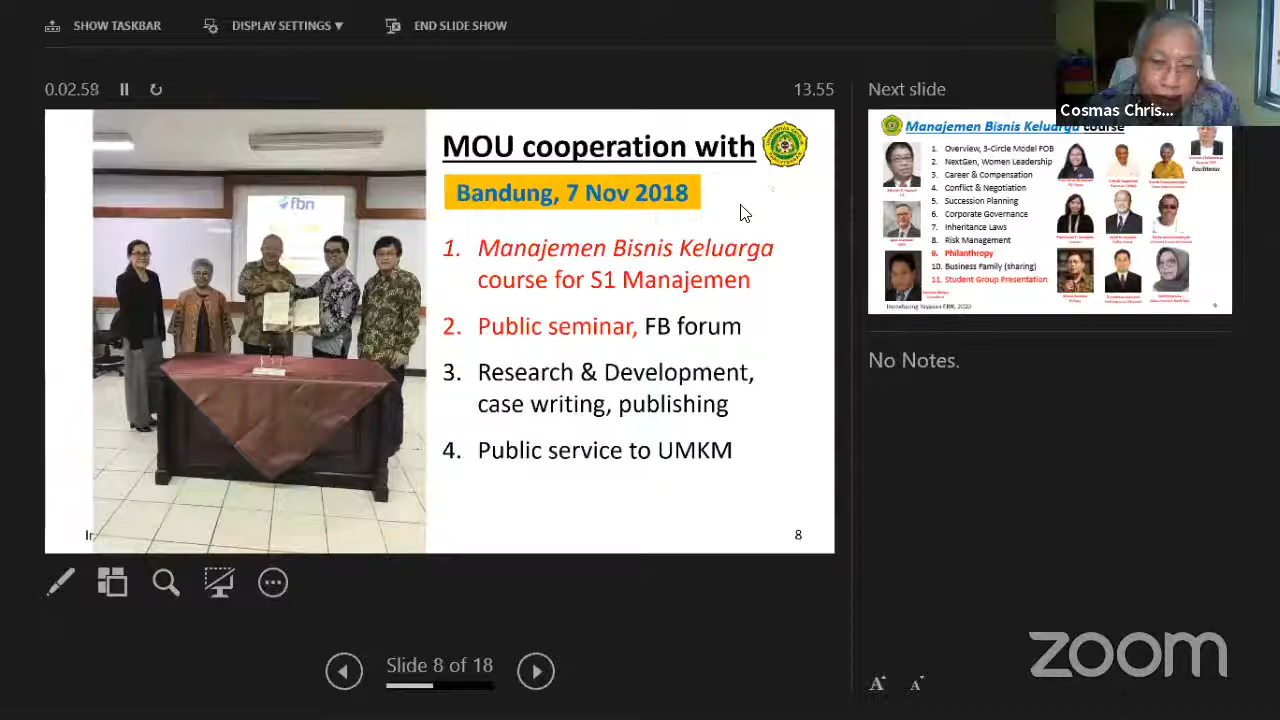 SHOW TASKBAR
DISPLAY SETTINGS ▼
END SLIDE SHOW
0.02.58
13.55
Next slide
Cosmas Chris...
MOU cooperation with
Bandung, 7 Nov 2018
1. Manajemen Bisnis Keluarga
course for S1 Manajemen
2. Public seminar, FB forum
3. Research & Development,
case writing, publishing
4. Public service to UMKM
fbn
8
Manajemen Bisnis Keluarga course
1. Overview, 3-Circle Model FOB
2. NextGen, Women Leadership
3. Career & Compensation
4. Conflict & Negotiation
5. Succession Planning
6. Corporate Governance
7. Inheritance Laws
8. Risk Management
9. Philanthropy
10. Business Family (sharing)
11. Student Group Presentation
Introducing Yayasan FBN, 2020
9
No Notes.
Slide 8 of 18
A
A
zoom